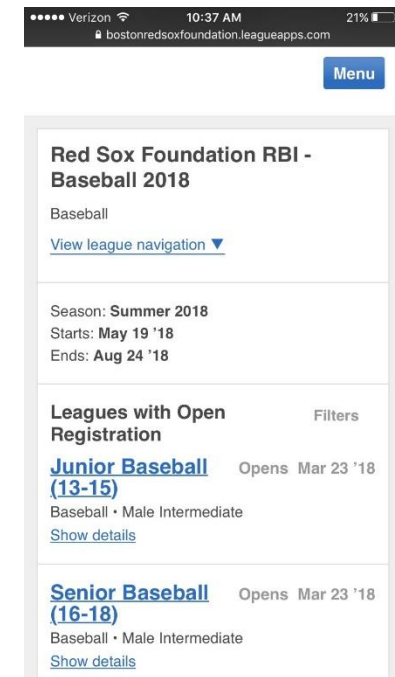 ●●●●● Verizon 10:37 AM 21%
bostonredsoxfoundation.leagueapps.com
Menu
Red Sox Foundation RBI -
Baseball 2018
Baseball
View league navigation ▼
Season: Summer 2018
Starts: May 19 '18
Ends: Aug 24 '18
Leagues with Open Filters
Registration
Junior Baseball Opens Mar 23 '18
(13-15)
Baseball • Male Intermediate
Show details
Senior Baseball Opens Mar 23 '18
(16-18)
Baseball • Male Intermediate
Show details